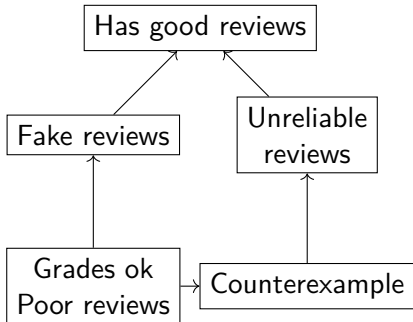 Has good reviews
Fake reviews
Unreliable
reviews
Grades ok
Poor reviews
Counterexample